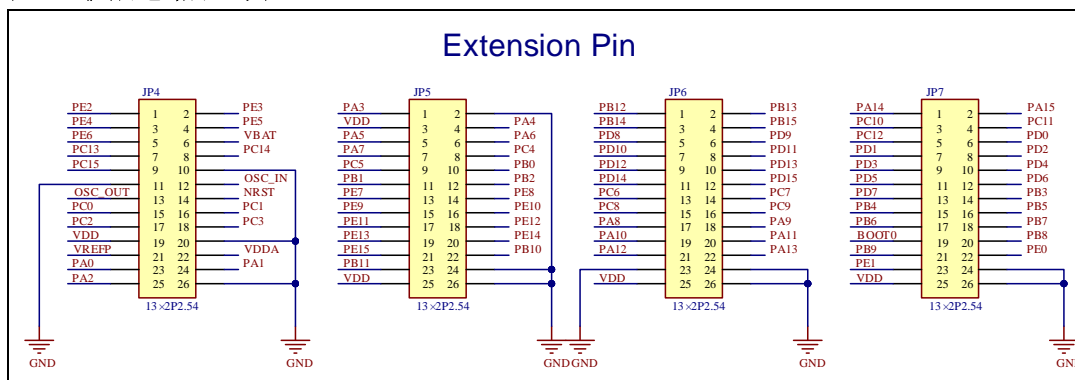 Extension Pin
JP4
PE2 1 2 PE3
PE4 3 4 PE5
PE6 5 6 VBAT
PC13 7 8 PC14
PC15 9 10
11 12 OSC_IN
OSC_OUT 13 14 NRST
PC0 15 16 PC1
PC2 17 18 PC3
VDD 19 20
VREFP 21 22 VDDA
PA0 23 24 PA1
PA2 25 26
13×2P2.54
GND GND
JP5
PA3 1 2
VDD 3 4 PA4
PA5 5 6 PA6
PA7 7 8 PC4
PC5 9 10 PB0
PB1 11 12 PB2
PE7 13 14 PE8
PE9 15 16 PE10
PE11 17 18 PE12
PE13 19 20 PE14
PE15 21 22 PB10
PB11 23 24
VDD 25 26
13×2P2.54
GND
JP6
PB12 1 2 PB13
PB14 3 4 PB15
PD8 5 6 PD9
PD10 7 8 PD11
PD12 9 10 PD13
PD14 11 12 PD15
PC6 13 14 PC7
PC8 15 16 PC9
PA8 17 18 PA9
PA10 19 20 PA11
PA12 21 22 PA13
23 24
VDD 25 26
13×2P2.54
GND GND
JP7
PA14 1 2 PA15
PC10 3 4 PC11
PC12 5 6 PD0
PD1 7 8 PD2
PD3 9 10 PD4
PD5 11 12 PD6
PD7 13 14 PB3
PB4 15 16 PB5
PB6 17 18 PB7
BOOT0 19 20 PB8
PB9 21 22 PE0
PE1 23 24
VDD 25 26
13×2P2.54
GND